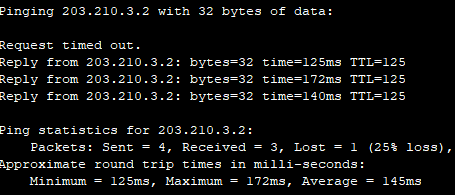 Pinging 203.210.3.2 with 32 bytes of data:
Request timed out.
Reply from 203.210.3.2: bytes=32 time=125ms TTL=125
Reply from 203.210.3.2: bytes=32 time=172ms TTL=125
Reply from 203.210.3.2: bytes=32 time=140ms TTL=125
Ping statistics for 203.210.3.2:
Packets: Sent = 4, Received = 3, Lost = 1 (25% loss),
Approximate round trip times in milli-seconds:
Minimum = 125ms, Maximum = 172ms, Average = 145ms